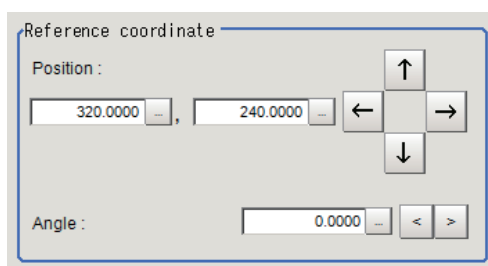 Reference coordinate
Position :
↑
320.0000 ... , 240.0000 ... ← →
↓
Angle : 0.0000 ... < >